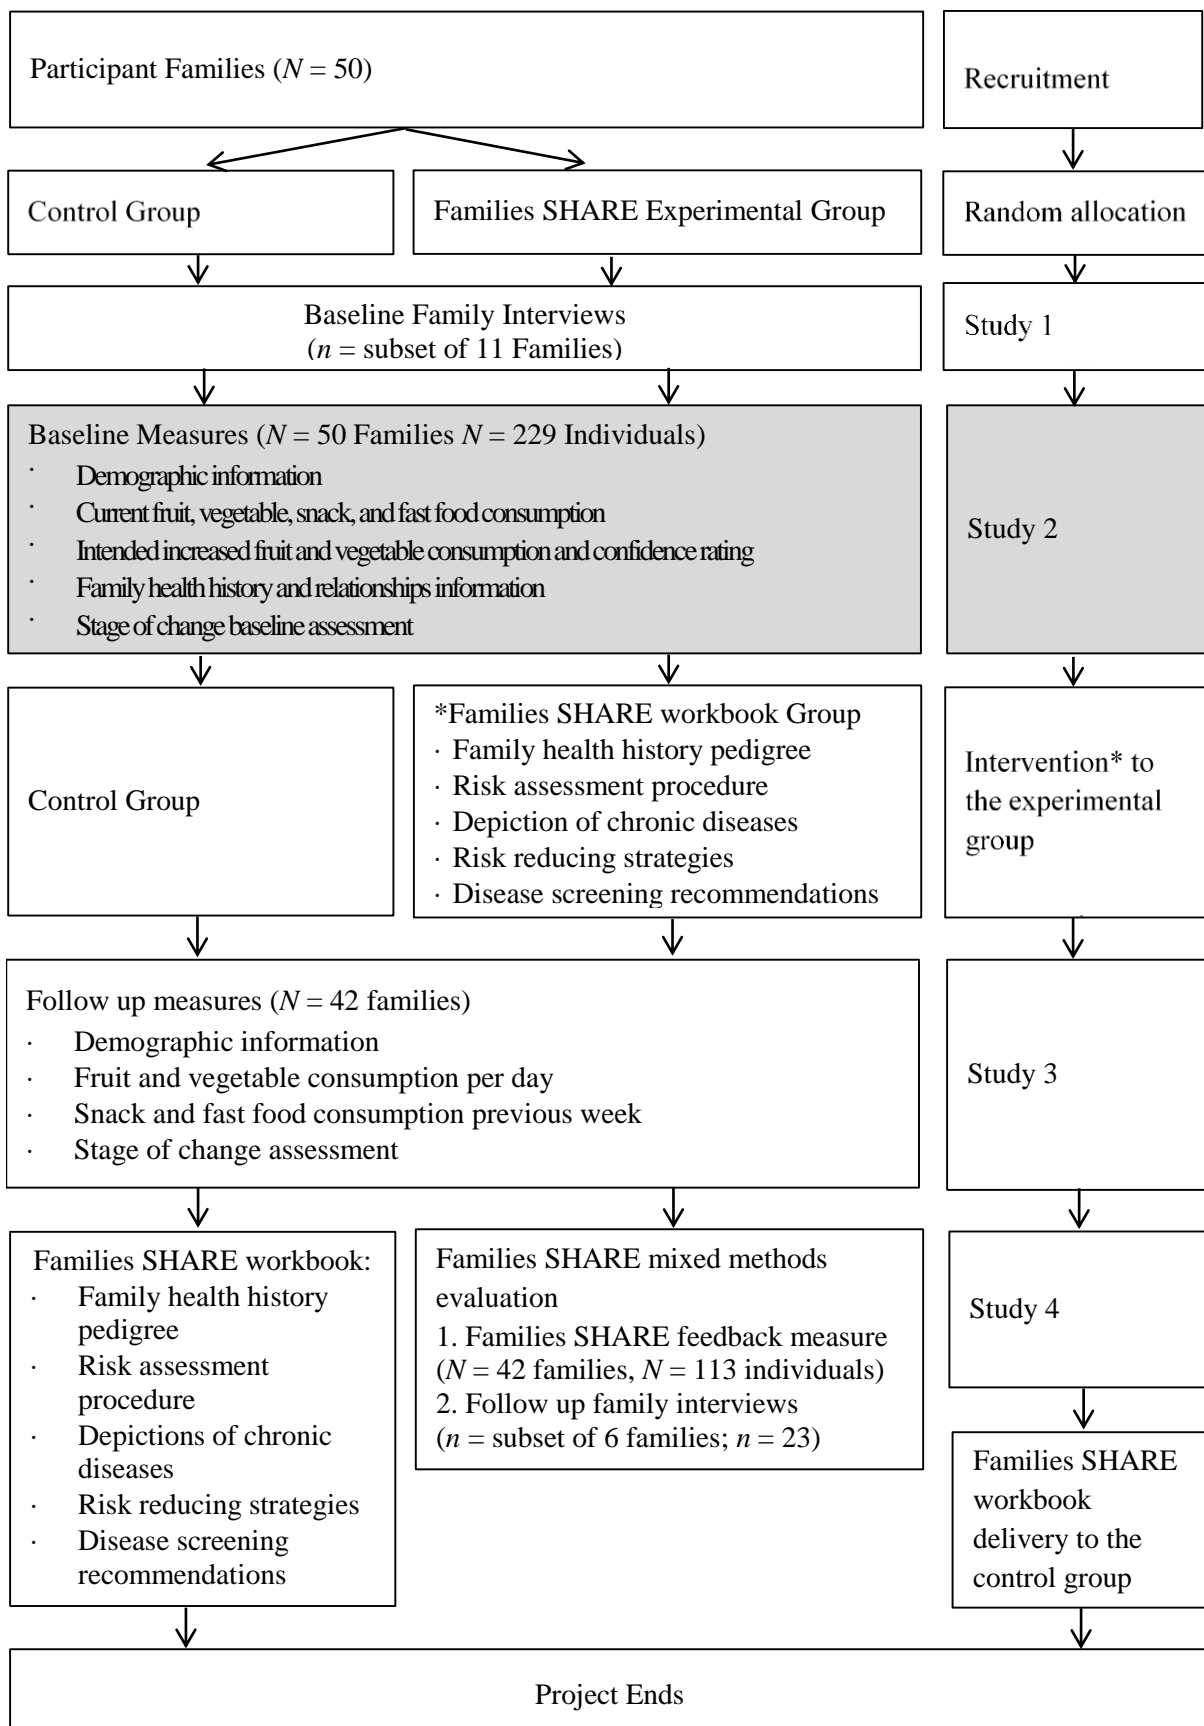 Participant Families (N = 50)
Recruitment
Control Group
Families SHARE Experimental Group
Random allocation
Baseline Family Interviews
(n = subset of 11 Families)
Study 1
Baseline Measures (N = 50 Families N = 229 Individuals)
· Demographic information
· Current fruit, vegetable, snack, and fast food consumption
· Intended increased fruit and vegetable consumption and confidence rating
· Family health history and relationships information
· Stage of change baseline assessment
Study 2
Control Group
*Families SHARE workbook Group
· Family health history pedigree
· Risk assessment procedure
· Depiction of chronic diseases
· Risk reducing strategies
· Disease screening recommendations
Intervention* to
the experimental
group
Follow up measures (N = 42 families)
· Demographic information
· Fruit and vegetable consumption per day
· Snack and fast food consumption previous week
· Stage of change assessment
Study 3
Families SHARE workbook:
· Family health history
pedigree
· Risk assessment
procedure
· Depictions of chronic
diseases
· Risk reducing strategies
· Disease screening
recommendations
Families SHARE mixed methods
evaluation
1. Families SHARE feedback measure
(N = 42 families, N = 113 individuals)
2. Follow up family interviews
(n = subset of 6 families; n = 23)
Study 4
Families SHARE
workbook
delivery to the
control group
Project Ends